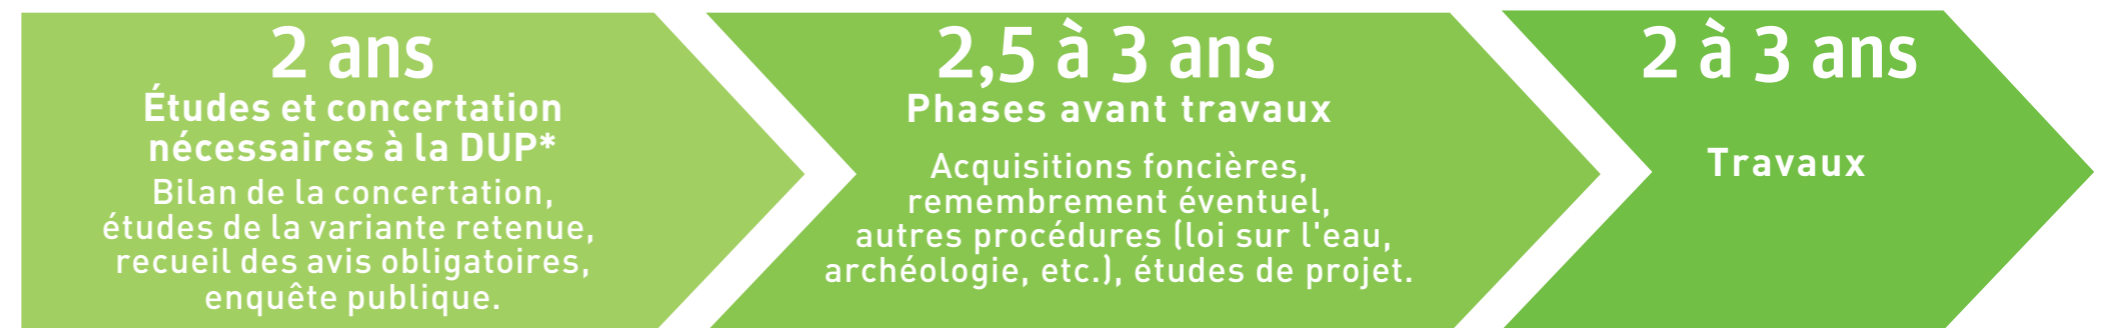 2 ans
Études et concertation
nécessaires à la DUP*
Bilan de la concertation,
études de la variante retenue,
recueil des avis obligatoires,
enquête publique.
2,5 à 3 ans
Phases avant travaux
Acquisitions foncières,
remembrement éventuel,
autres procédures (loi sur l'eau,
archéologie, etc.), études de projet.
2 à 3 ans
Travaux